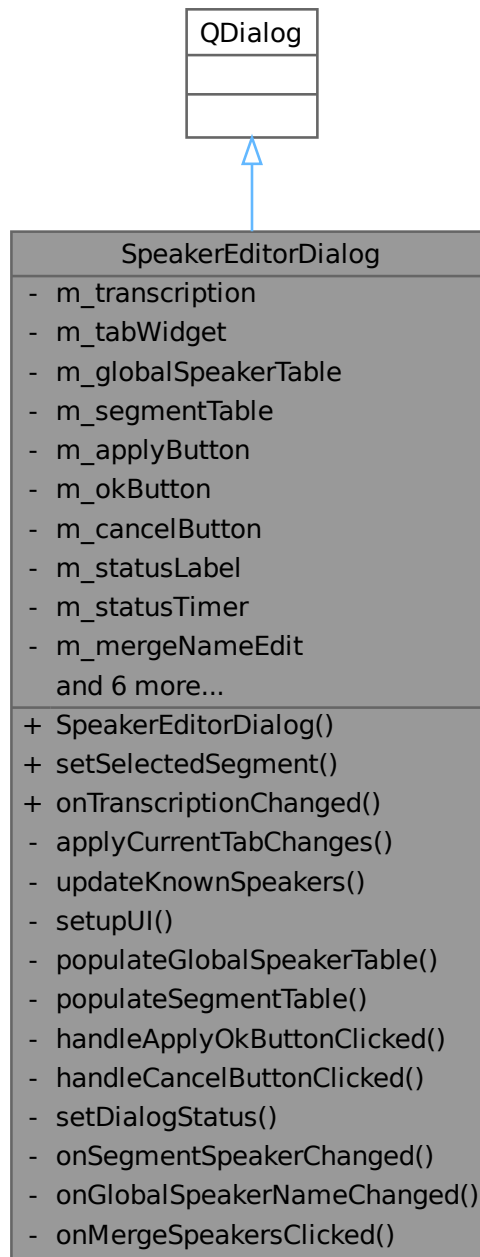 QDialog
SpeakerEditorDialog
- m_transcription
- m_tabWidget
- m_globalSpeakerTable
- m_segmentTable
- m_applyButton
- m_okButton
- m_cancelButton
- m_statusLabel
- m_statusTimer
- m_mergeNameEdit
and 6 more...
+ SpeakerEditorDialog()
+ setSelectedSegment()
+ onTranscriptionChanged()
- applyCurrentTabChanges()
- updateKnownSpeakers()
- setupUI()
- populateGlobalSpeakerTable()
- populateSegmentTable()
- handleApplyOkButtonClicked()
- handleCancelButtonClicked()
- setDialogStatus()
- onSegmentSpeakerChanged()
- onGlobalSpeakerNameChanged()
- onMergeSpeakersClicked()